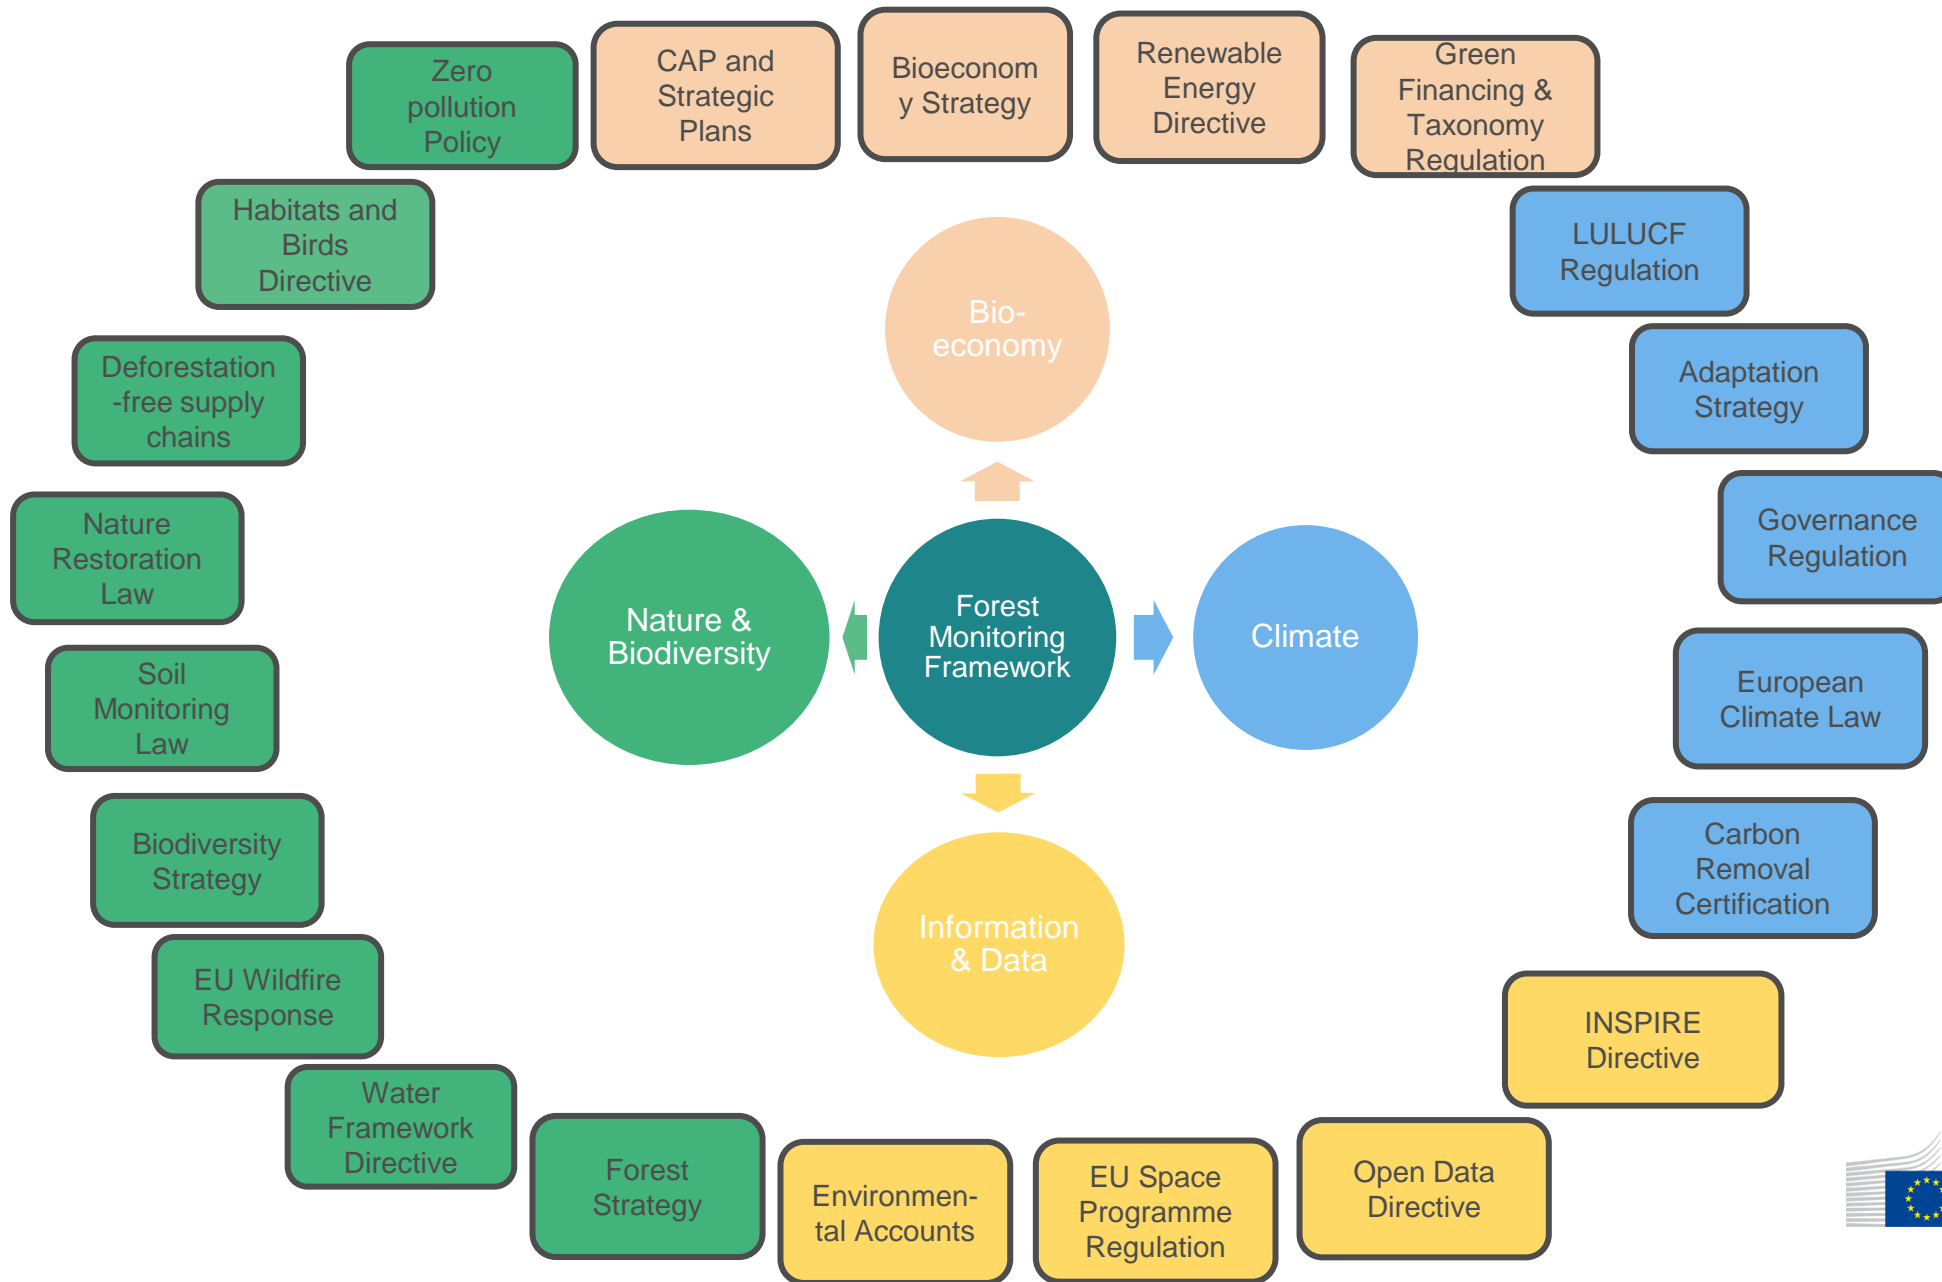 Zero
pollution
Policy
CAP and
Strategic
Plans
Bioeconom
y Strategy
Renewable
Energy
Directive
Green
Financing &
Taxonomy
Regulation
Habitats and
Birds
Directive
LULUCF
Regulation
Deforestation
-free supply
chains
Bio-
economy
Adaptation
Strategy
Nature
Restoration
Law
Governance
Regulation
Nature &
Biodiversity
Forest
Monitoring
Framework
Climate
Soil
Monitoring
Law
European
Climate Law
Biodiversity
Strategy
Carbon
Removal
Certification
Information
& Data
EU Wildfire
Response
INSPIRE
Directive
Water
Framework
Directive
Forest
Strategy
Environmen-
tal Accounts
EU Space
Programme
Regulation
Open Data
Directive